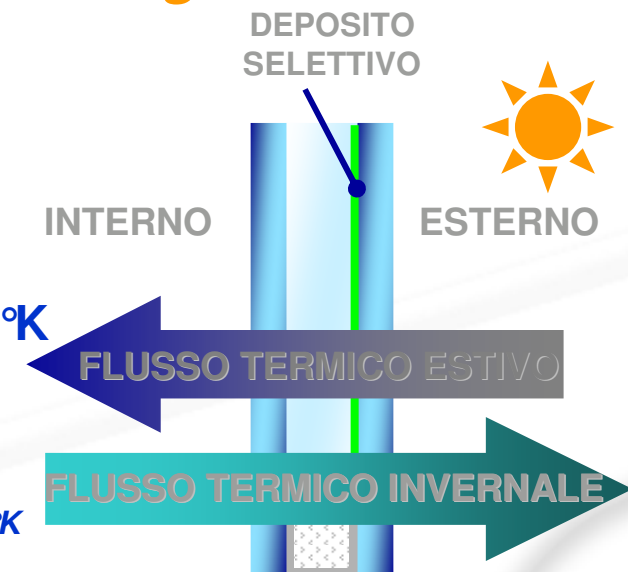 DEPOSITO
SELETTIVO
INTERNO
ESTERNO
°K
FLUSSO TERMICO ESTIVO
FLUSSO TERMICO INVERNALE
°K